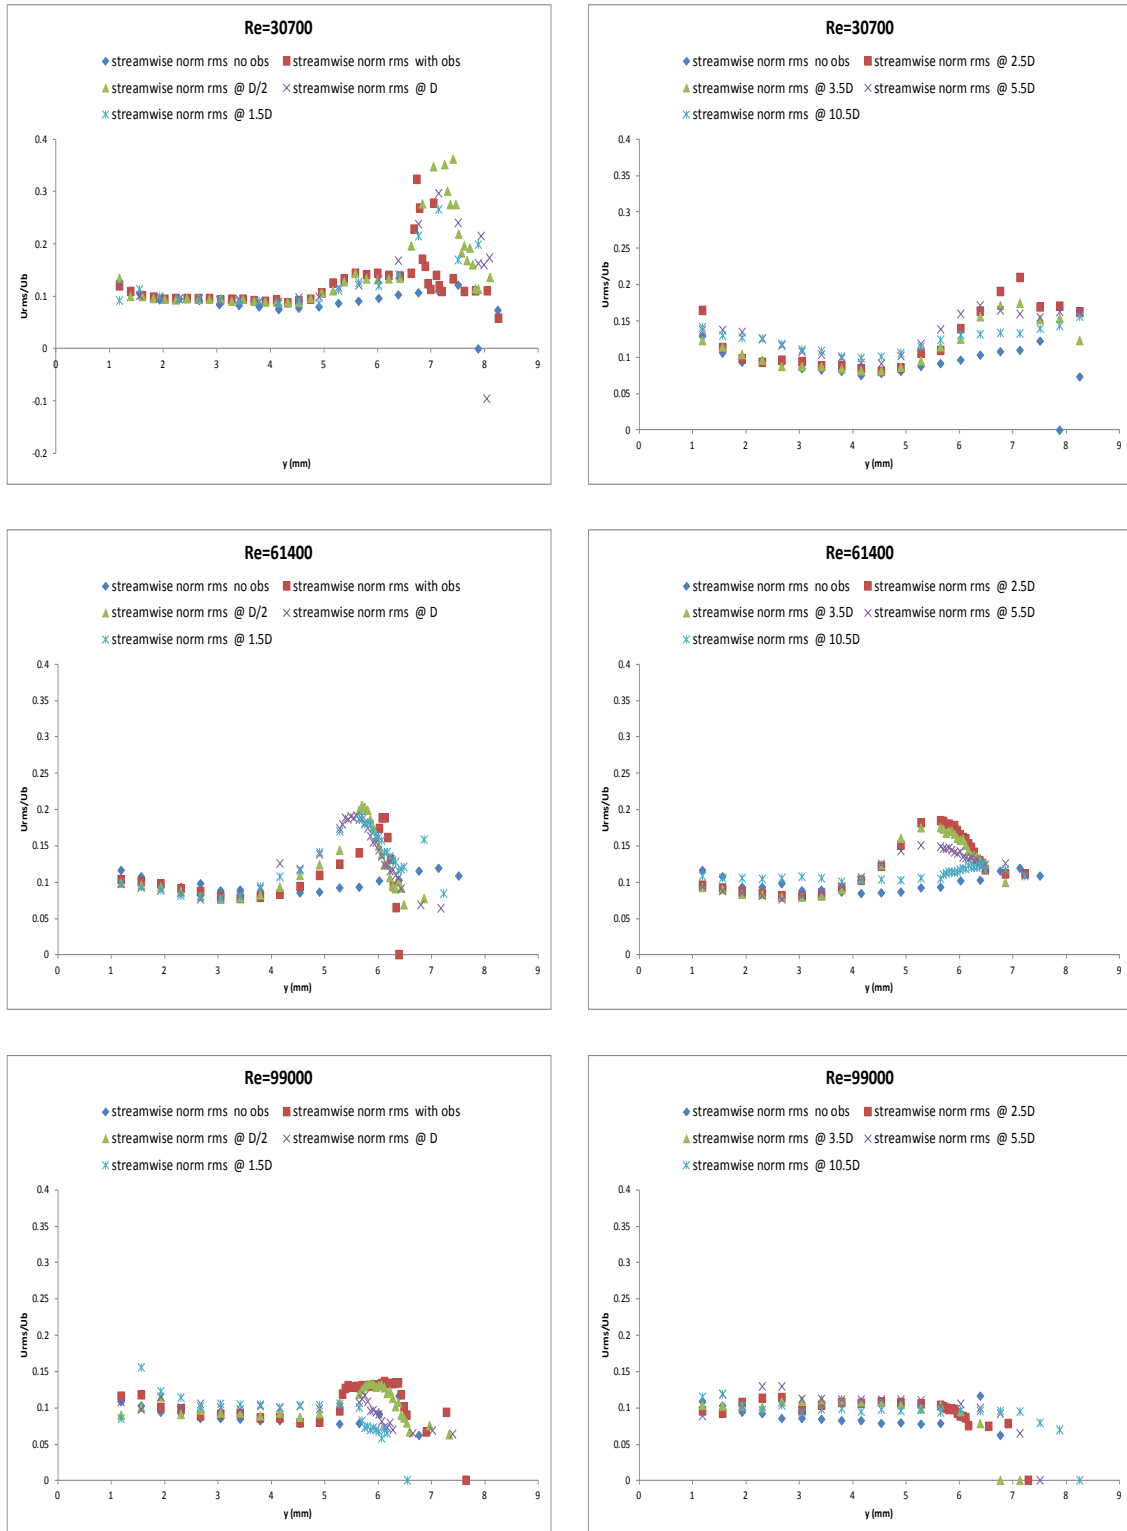 Re=30700
streamwise norm rms no obs streamwise norm rms with obs
streamwise norm rms @ D/2 streamwise norm rms @ D
streamwise norm rms @ 1.5D
0.4
0.3
0.2
0.1
0
-0.1
-0.2
0 1 2 3 4 5 6 7 8 9
Urms/Ub
y (mm)
Re=30700
streamwise norm rms no obs streamwise norm rms @ 2.5D
streamwise norm rms @ 3.5D streamwise norm rms @ 5.5D
streamwise norm rms @ 10.5D
0.4
0.35
0.3
0.25
0.2
0.15
0.1
0.05
0
0 1 2 3 4 5 6 7 8 9
Urms/Ub
y (mm)
Re=61400
streamwise norm rms no obs streamwise norm rms with obs
streamwise norm rms @ D/2 streamwise norm rms @ D
streamwise norm rms @ 1.5D
0.4
0.35
0.3
0.25
0.2
0.15
0.1
0.05
0
0 1 2 3 4 5 6 7 8 9
Urms/Ub
y (mm)
Re=61400
streamwise norm rms no obs streamwise norm rms @ 2.5D
streamwise norm rms @ 3.5D streamwise norm rms @ 5.5D
streamwise norm rms @ 10.5D
0.4
0.35
0.3
0.25
0.2
0.15
0.1
0.05
0
0 1 2 3 4 5 6 7 8 9
Urms/Ub
y (mm)
Re=99000
streamwise norm rms no obs streamwise norm rms with obs
streamwise norm rms @ D/2 streamwise norm rms @ D
streamwise norm rms @ 1.5D
0.4
0.35
0.3
0.25
0.2
0.15
0.1
0.05
0
0 1 2 3 4 5 6 7 8 9
Urms/Ub
y (mm)
Re=99000
streamwise norm rms no obs streamwise norm rms @ 2.5D
streamwise norm rms @ 3.5D streamwise norm rms @ 5.5D
streamwise norm rms @ 10.5D
0.4
0.35
0.3
0.25
0.2
0.15
0.1
0.05
0
0 1 2 3 4 5 6 7 8 9
Urms/Ub
y (mm)